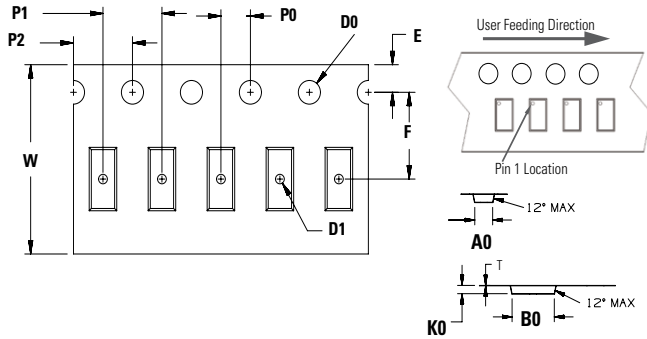 P1
P0
D0
P2
E
W
F
D1
User Feeding Direction
Pin 1 Location
12° MAX
A0
T
12° MAX
K0
B0